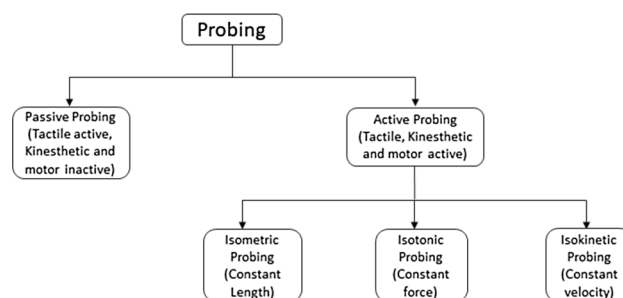 Probing
Passive Probing
(Tactile active,
Kinesthetic and
motor inactive)
Active Probing
(Tactile, Kinesthetic
and motor active)
Isometric
Probing
(Constant
Length)
Isotonic
Probing
(Constant
force)
Isokinetic
Probing
(Constant
velocity)